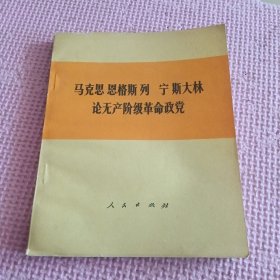 马克思恩格斯列 宁斯大林
论无产阶级革命政党
人民出版社